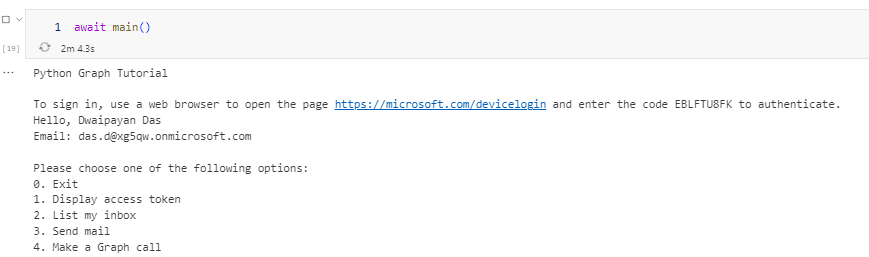 1 await main()
[19] 2m 4.3s
... Python Graph Tutorial
To sign in, use a web browser to open the page https://microsoft.com/devicelogin and enter the code EBLFTU8FK to authenticate.
Hello, Dwaipayan Das
Email: das.d@xg5qw.onmicrosoft.com
Please choose one of the following options:
0. Exit
1. Display access token
2. List my inbox
3. Send mail
4. Make a Graph call